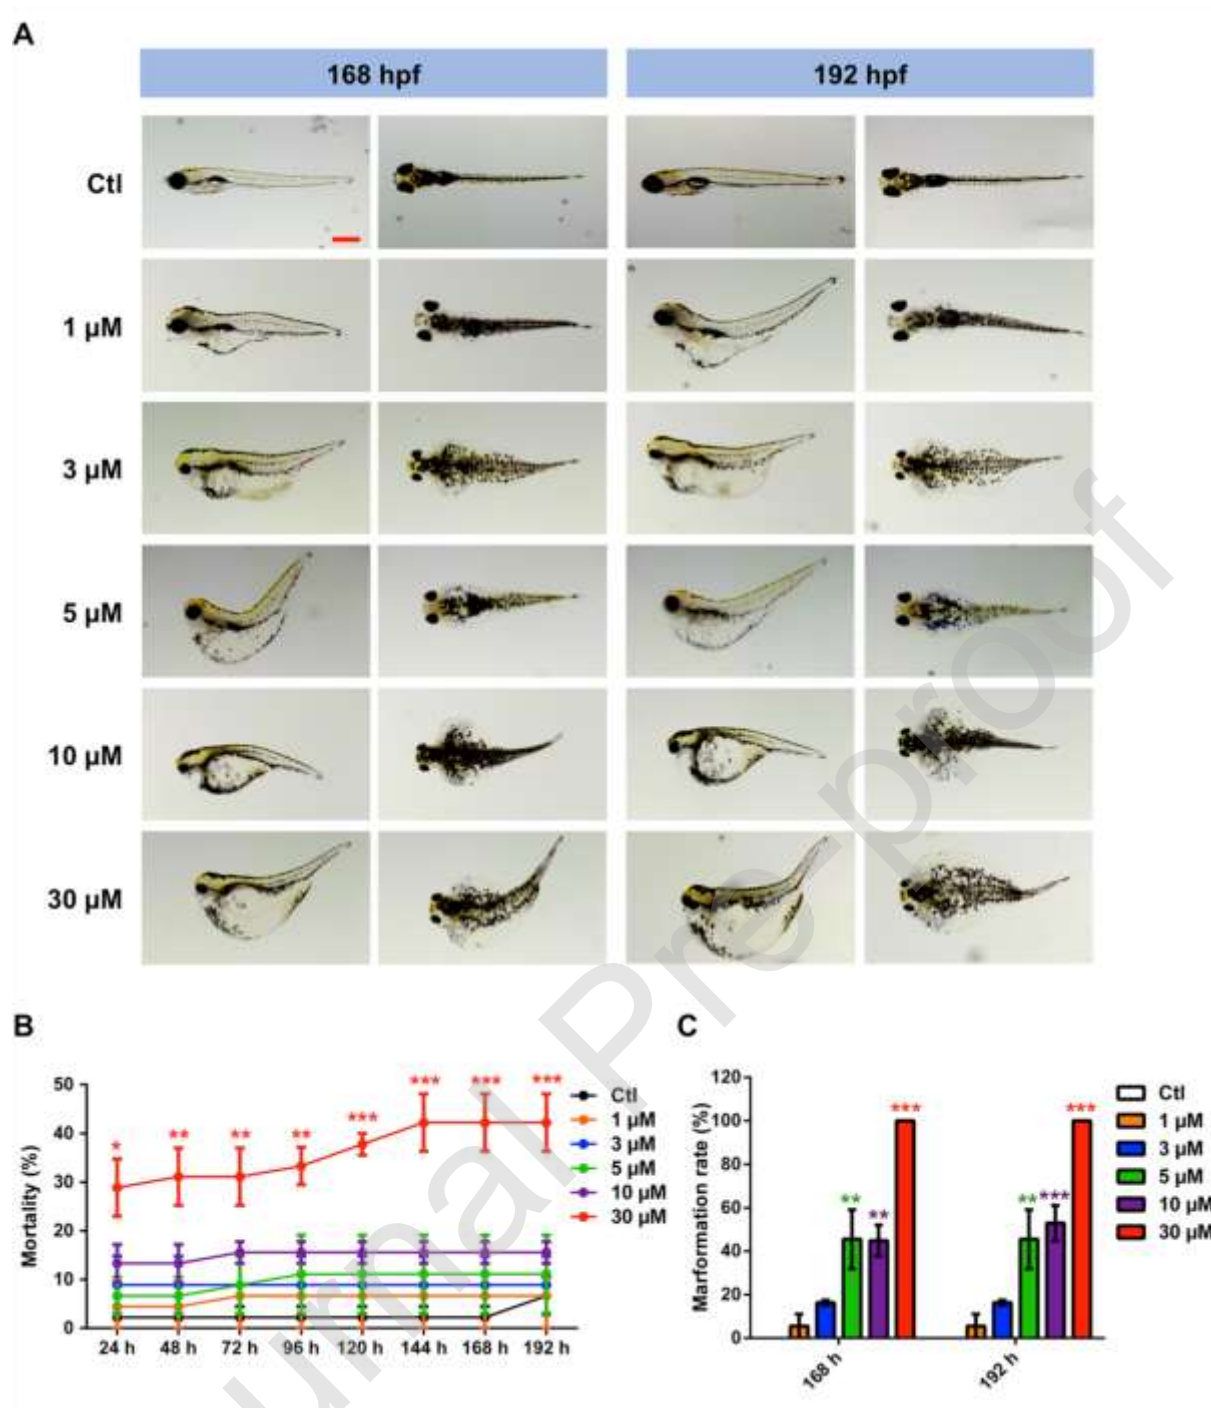 A
168 hpf
192 hpf
Ctl
1 µM
3 µM
5 µM
10 µM
30 µM
B
Mortality (%)
50
40
30
20
10
0
*
**
**
**
***
***
***
***
24 h
48 h
72 h
96 h
120 h
144 h
168 h
192 h
Ctl
1 µM
3 µM
5 µM
10 µM
30 µM
C
Marformation rate (%)
120
100
80
60
40
20
0
**
**
***
**
***
***
168 h
192 h
Ctl
1 µM
3 µM
5 µM
10 µM
30 µM
urnal Pre-proof